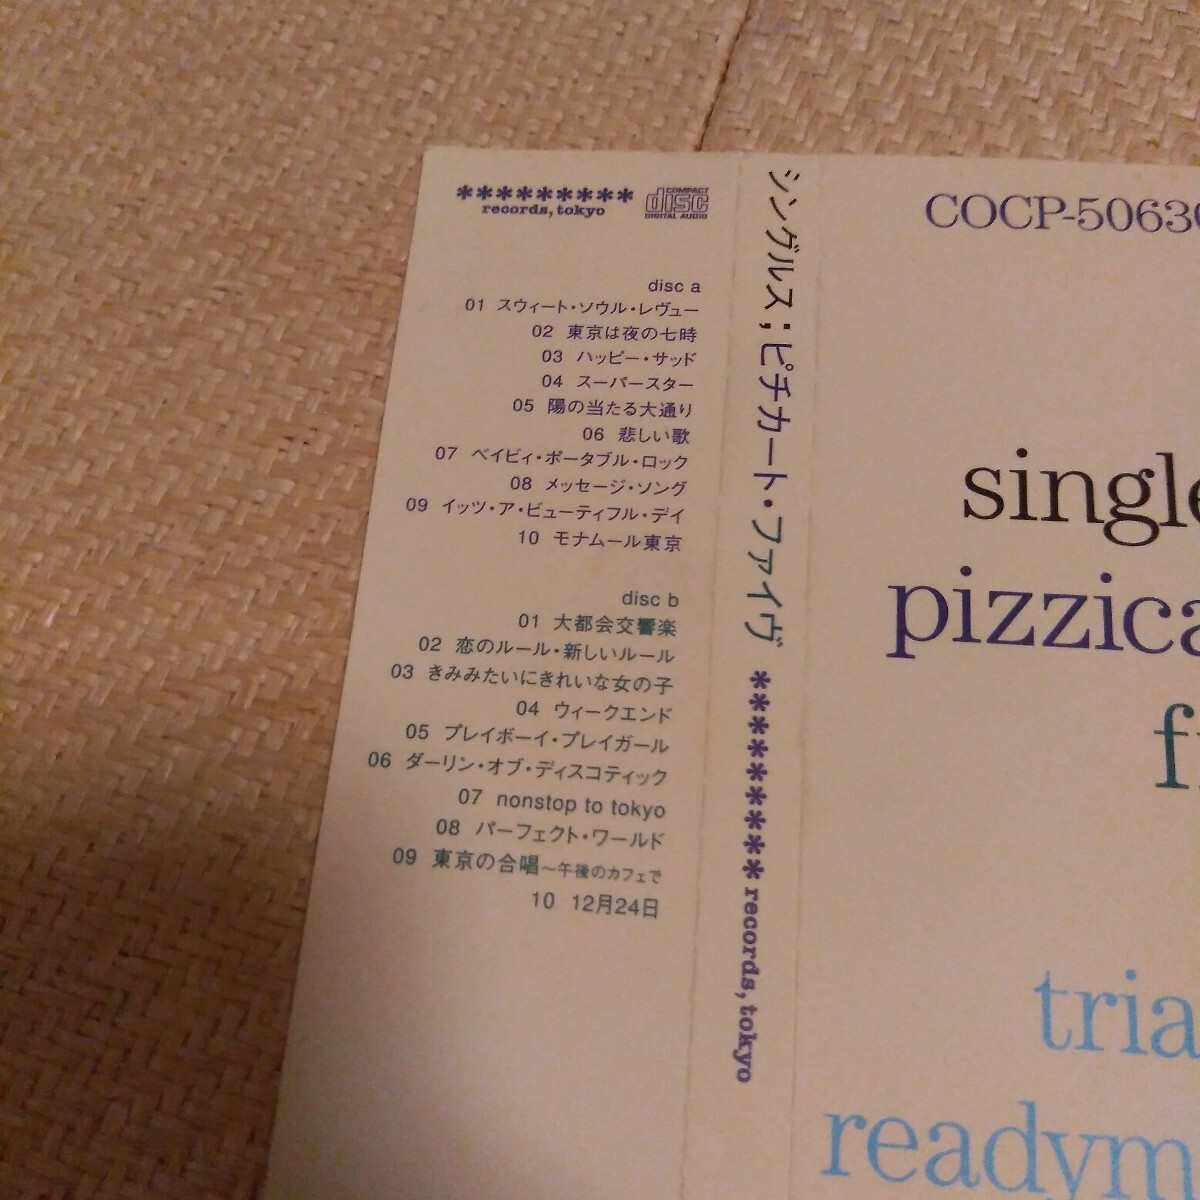 *********
records, tokyo
COMPACT
disc
DIGITAL AUDIO
disc a
01 スウィート・ソウル・レヴュー
02 東京は夜の七時
03 ハッピー・サッド
04 スーパースター
05 陽の当たる大通り
06 悲しい歌
07 ベイビィ・ポータブル・ロック
08 メッセージ・ソング
09 イッツ・ア・ビューティフル・デイ
10 モナムール東京
disc b
01 大都会交響楽
02 恋のルール・新しいルール
03 きみみたいにきれいな女の子
04 ウィークエンド
05 プレイボーイ・プレイガール
06 ダーリン・オブ・ディスコティック
07 nonstop to tokyo
08 パーフェクト・ワールド
09 東京の合唱～午後のカフェで
10 12月24日
シングルス；ピチカート・ファイヴ *********records, tokyo
COCP-50630
single
pizzica
f
tria
readym